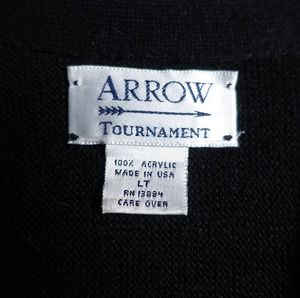 ARROW
TOURNAMENT
100% ACRYLIC
MADE IN USA
LT
RN 13884
CARE OVER